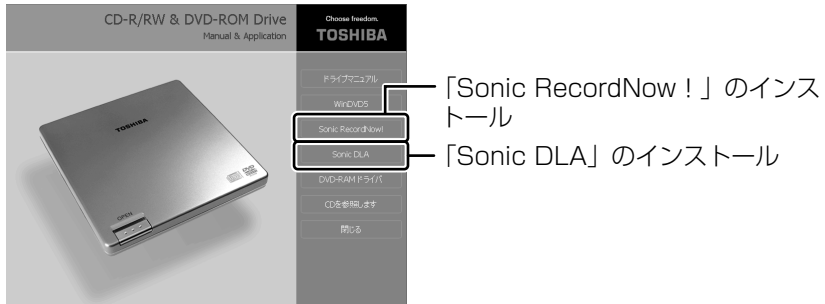 CD-R/RW & DVD-ROM Drive
Manual & Application
Choose freedom.
TOSHIBA
ドライブマニュアル
WinDVD5
Sonic RecordNow!
Sonic DLA
DVD-RAMドライバ
CDを参照します
閉じる
TOSHIBA
OPEN
「Sonic RecordNow！」のインス
トール
「Sonic DLA」のインストール